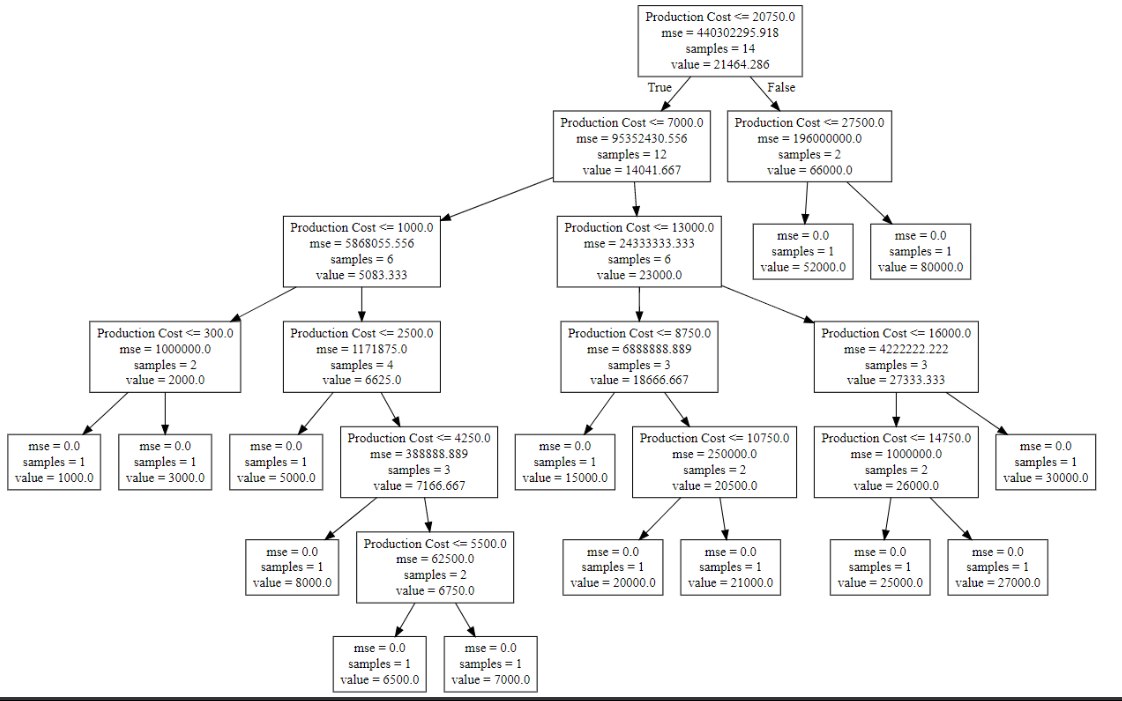 Production Cost <= 20750.0
mse = 440302295.918
samples = 14
value = 21464.286
True
False
Production Cost <= 7000.0
mse = 95352430.556
samples = 12
value = 14041.667
Production Cost <= 27500.0
mse = 196000000.0
samples = 2
value = 66000.0
Production Cost <= 1000.0
mse = 5868055.556
samples = 6
value = 5083.333
Production Cost <= 13000.0
mse = 24333333.333
samples = 6
value = 23000.0
mse = 0.0
samples = 1
value = 52000.0
mse = 0.0
samples = 1
value = 80000.0
Production Cost <= 300.0
mse = 1000000.0
samples = 2
value = 2000.0
Production Cost <= 2500.0
mse = 1171875.0
samples = 4
value = 6625.0
Production Cost <= 8750.0
mse = 6888888.889
samples = 3
value = 18666.667
Production Cost <= 16000.0
mse = 4222222.222
samples = 3
value = 27333.333
mse = 0.0
samples = 1
value = 1000.0
mse = 0.0
samples = 1
value = 3000.0
mse = 0.0
samples = 1
value = 5000.0
Production Cost <= 4250.0
mse = 388888.889
samples = 3
value = 7166.667
mse = 0.0
samples = 1
value = 15000.0
Production Cost <= 10750.0
mse = 250000.0
samples = 2
value = 20500.0
Production Cost <= 14750.0
mse = 1000000.0
samples = 2
value = 26000.0
mse = 0.0
samples = 1
value = 30000.0
mse = 0.0
samples = 1
value = 8000.0
Production Cost <= 5500.0
mse = 62500.0
samples = 2
value = 6750.0
mse = 0.0
samples = 1
value = 20000.0
mse = 0.0
samples = 1
value = 21000.0
mse = 0.0
samples = 1
value = 25000.0
mse = 0.0
samples = 1
value = 27000.0
mse = 0.0
samples = 1
value = 6500.0
mse = 0.0
samples = 1
value = 7000.0